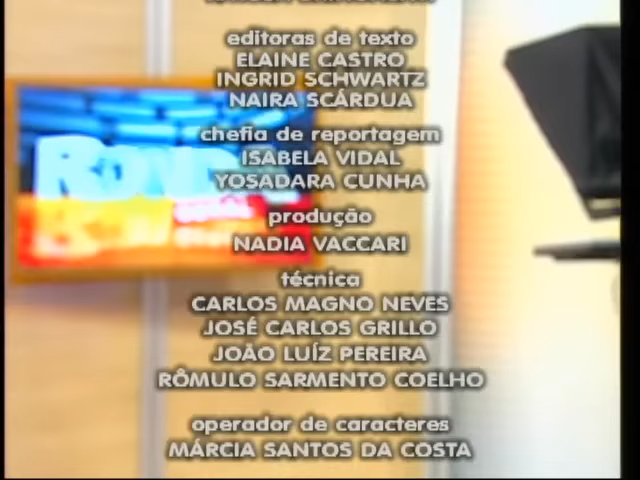 editoras de texto
ELAINE CASTRO
INGRID SCHWARTZ
NAIRA SCÁRDUA
chefia de reportagem
ISABELA VIDAL
YOSADARA CUNHA
produção
NADIA VACCARI
técnica
CARLOS MAGNO NEVES
JOSÉ CARLOS GRILLO
JOÃO LUÍZ PEREIRA
RÔMULO SARMENTO COELHO
operador de caracteres
MÁRCIA SANTOS DA COSTA